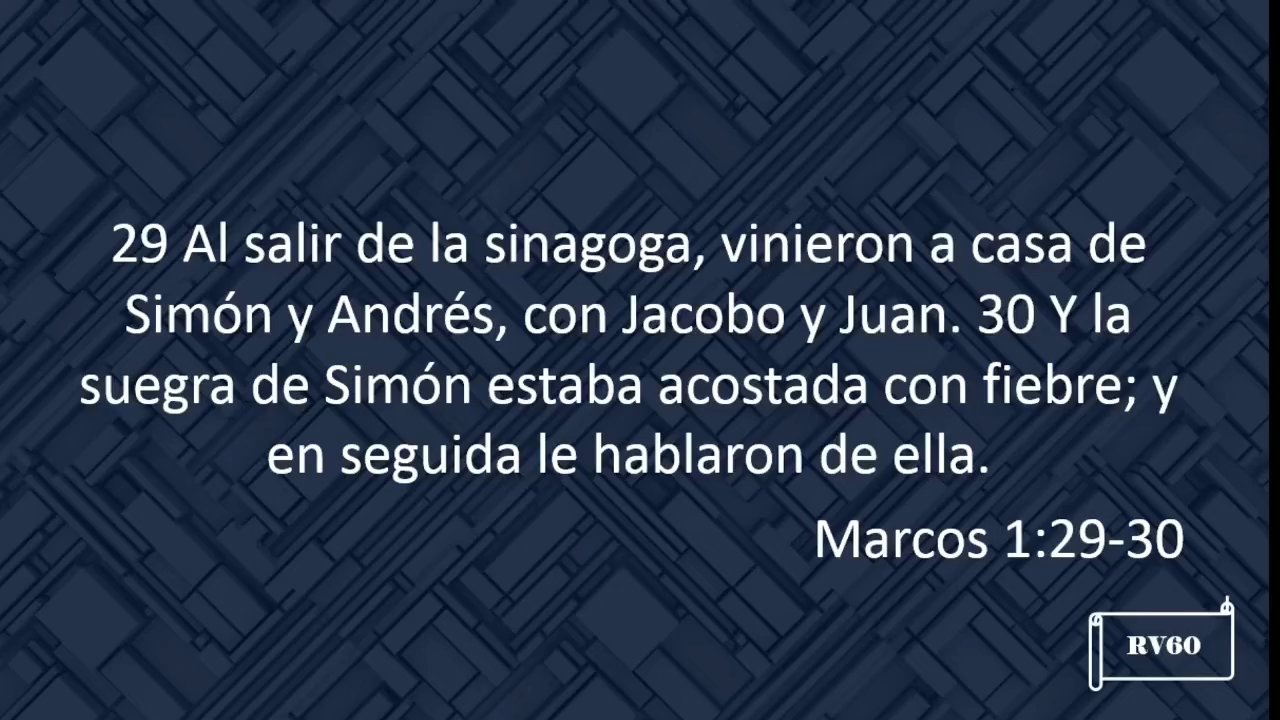 29 Al salir de la sinagoga, vinieron a casa de
Simón y Andrés, con Jacobo y Juan. 30 Y la
suegra de Simón estaba acostada con fiebre; y
en seguida le hablaron de ella.
Marcos 1:29-30
RV60